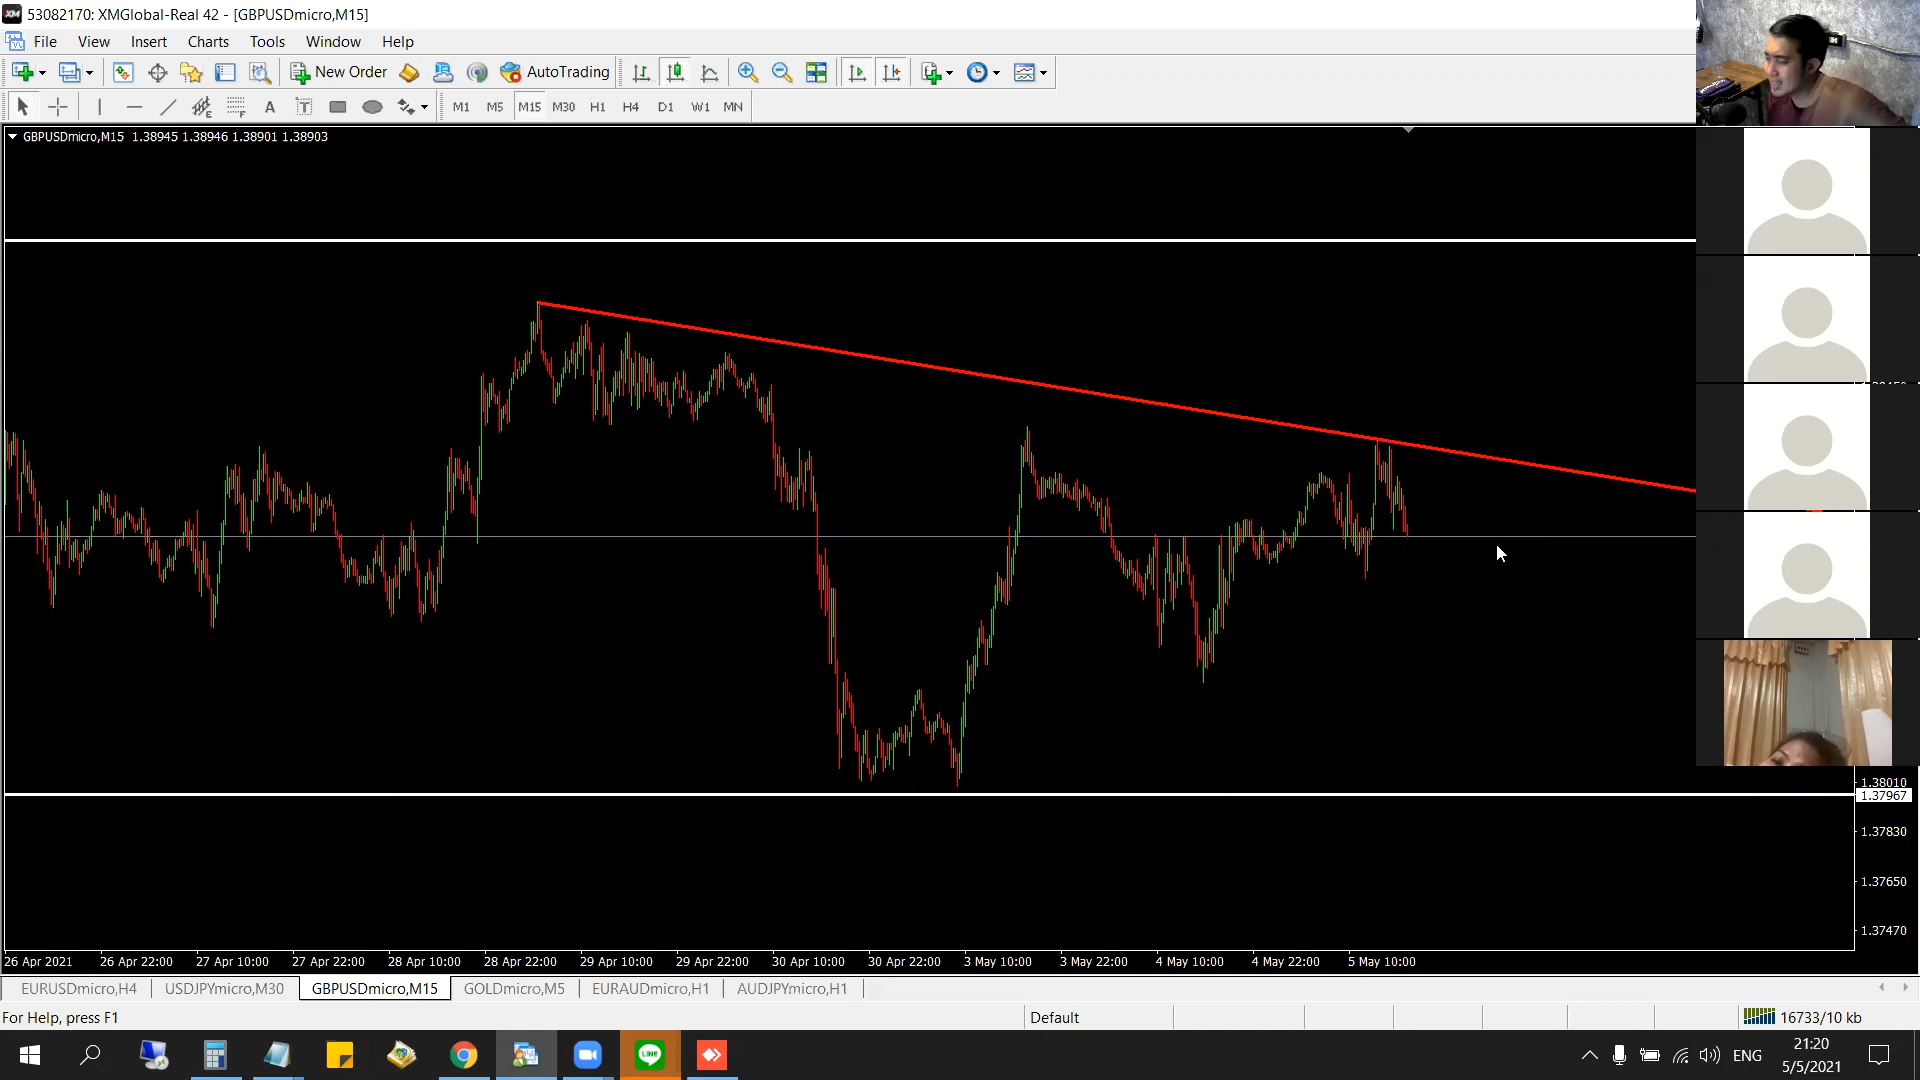 53082170: XMGlobal-Real 42 - [GBPUSDmicro,M15]
File View Insert Charts Tools Window Help
New Order AutoTrading
A T M1 M5 M15 M30 H1 H4 D1 W1 MN
GBPUSDmicro,M15 1.38945 1.38946 1.38901 1.38903
1.38010
1.37967
1.37830
1.37650
1.37470
26 Apr 2021 26 Apr 22:00 27 Apr 10:00 27 Apr 22:00 28 Apr 10:00 28 Apr 22:00 29 Apr 10:00 29 Apr 22:00 30 Apr 10:00 30 Apr 22:00 3 May 10:00 3 May 22:00 4 May 10:00 4 May 22:00 5 May 10:00
EURUSDmicro,H4 USDJPYmicro,M30 GBPUSDmicro,M15 GOLDmicro,M5 EURAUDmicro,H1 AUDJPYmicro,H1
For Help, press F1 Default 16733/10 kb
LINE ENG 21:20
5/5/2021